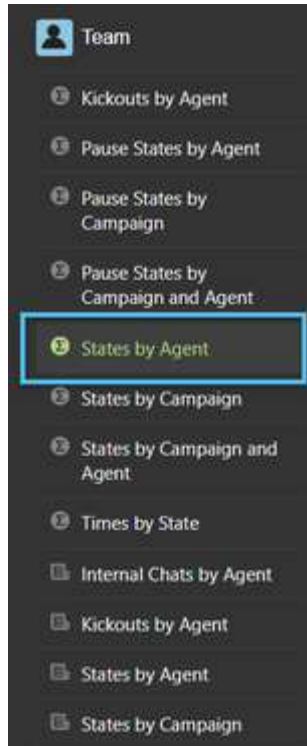 Team
Kickouts by Agent
Pause States by Agent
Pause States by
Campaign
Pause States by
Campaign and Agent
States by Agent
States by Campaign
States by Campaign and
Agent
Times by State
Internal Chats by Agent
Kickouts by Agent
States by Agent
States by Campaign